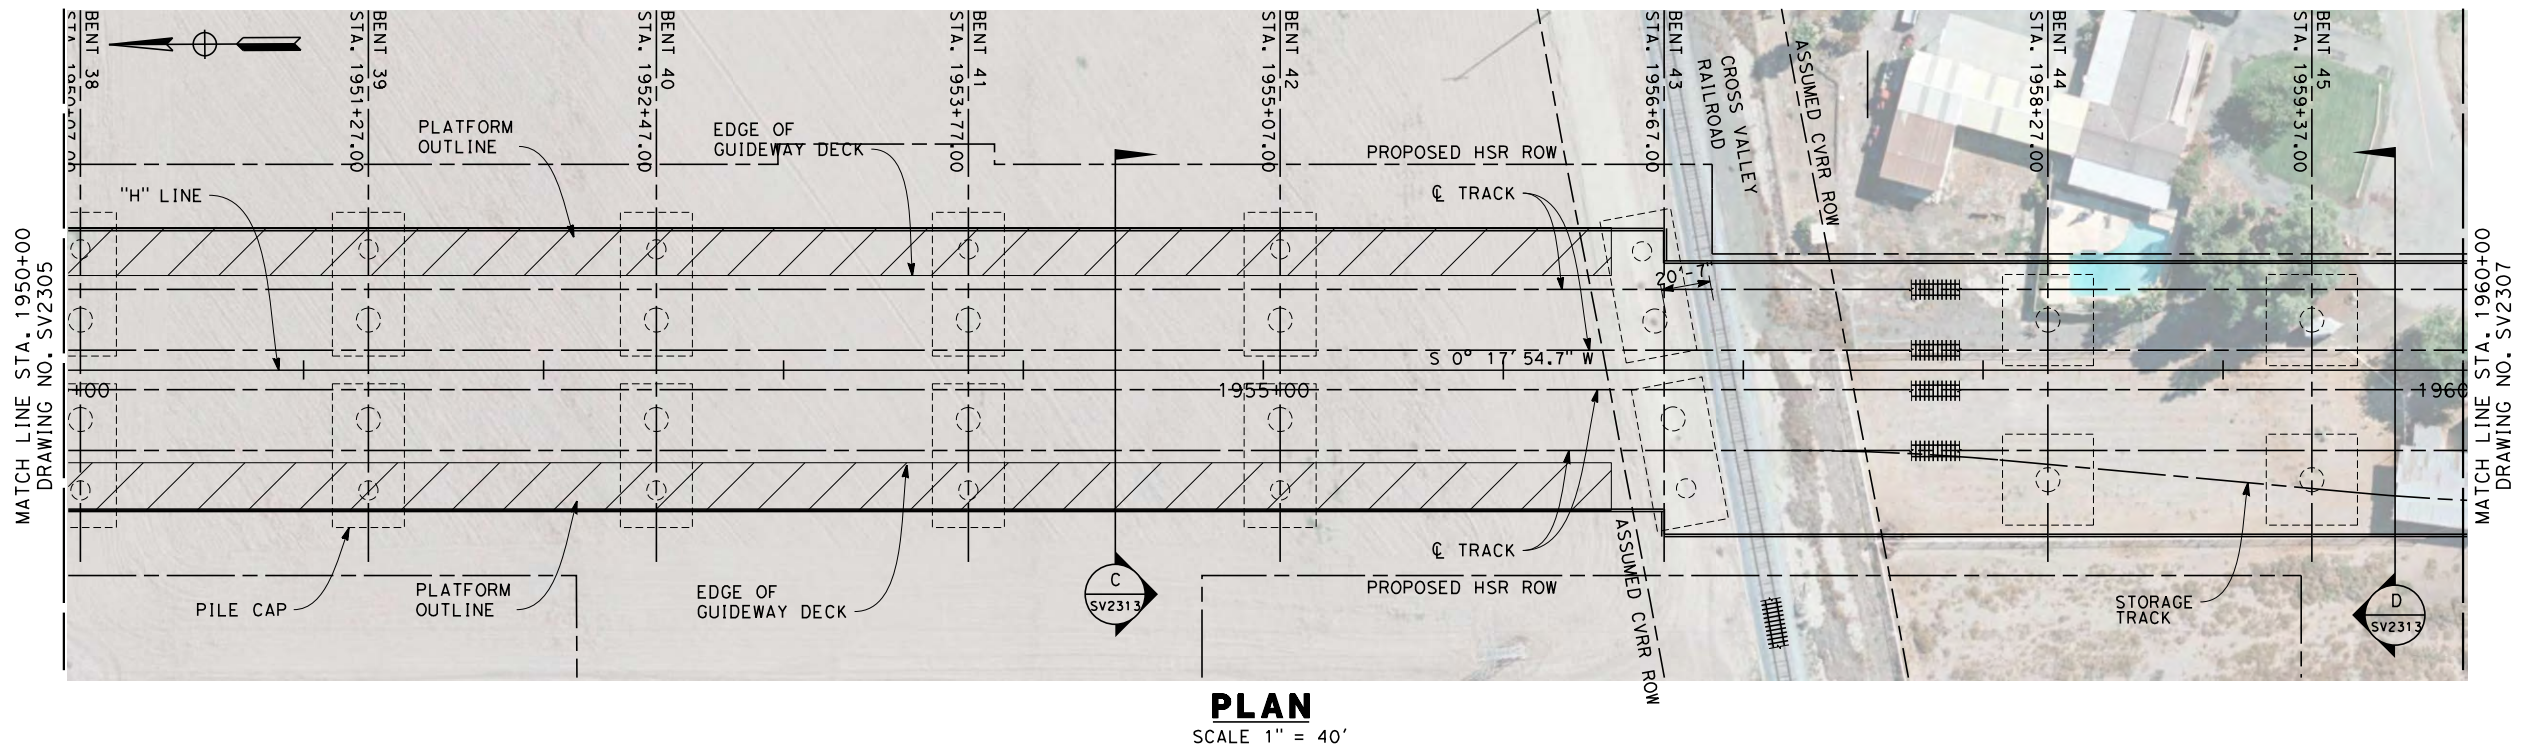 BENT 38
STA. 1950+07.00
BENT 39
STA. 1951+27.00
BENT 40
STA. 1952+47.00
BENT 41
STA. 1953+77.00
BENT 42
STA. 1955+07.00
BENT 43
STA. 1956+67.00
BENT 44
STA. 1958+27.00
BENT 45
STA. 1959+37.00
CROSS VALLEY
RAILROAD
ASSUMED CVRR ROW
PLATFORM
OUTLINE
EDGE OF
GUIDEWAY DECK
PROPOSED HSR ROW
"H" LINE
℄ TRACK
MATCH LINE STA. 1950+00
DRAWING NO. SV2305
20'-7"
S 0° 17' 54.7" W
+00
1955+00
1960
MATCH LINE STA. 1960+00
DRAWING NO. SV2307
℄ TRACK
ASSUMED CVRR ROW
PILE CAP
PLATFORM
OUTLINE
EDGE OF
GUIDEWAY DECK
C
SV2313
PROPOSED HSR ROW
STORAGE
TRACK
D
SV2313
PLAN
SCALE 1" = 40'